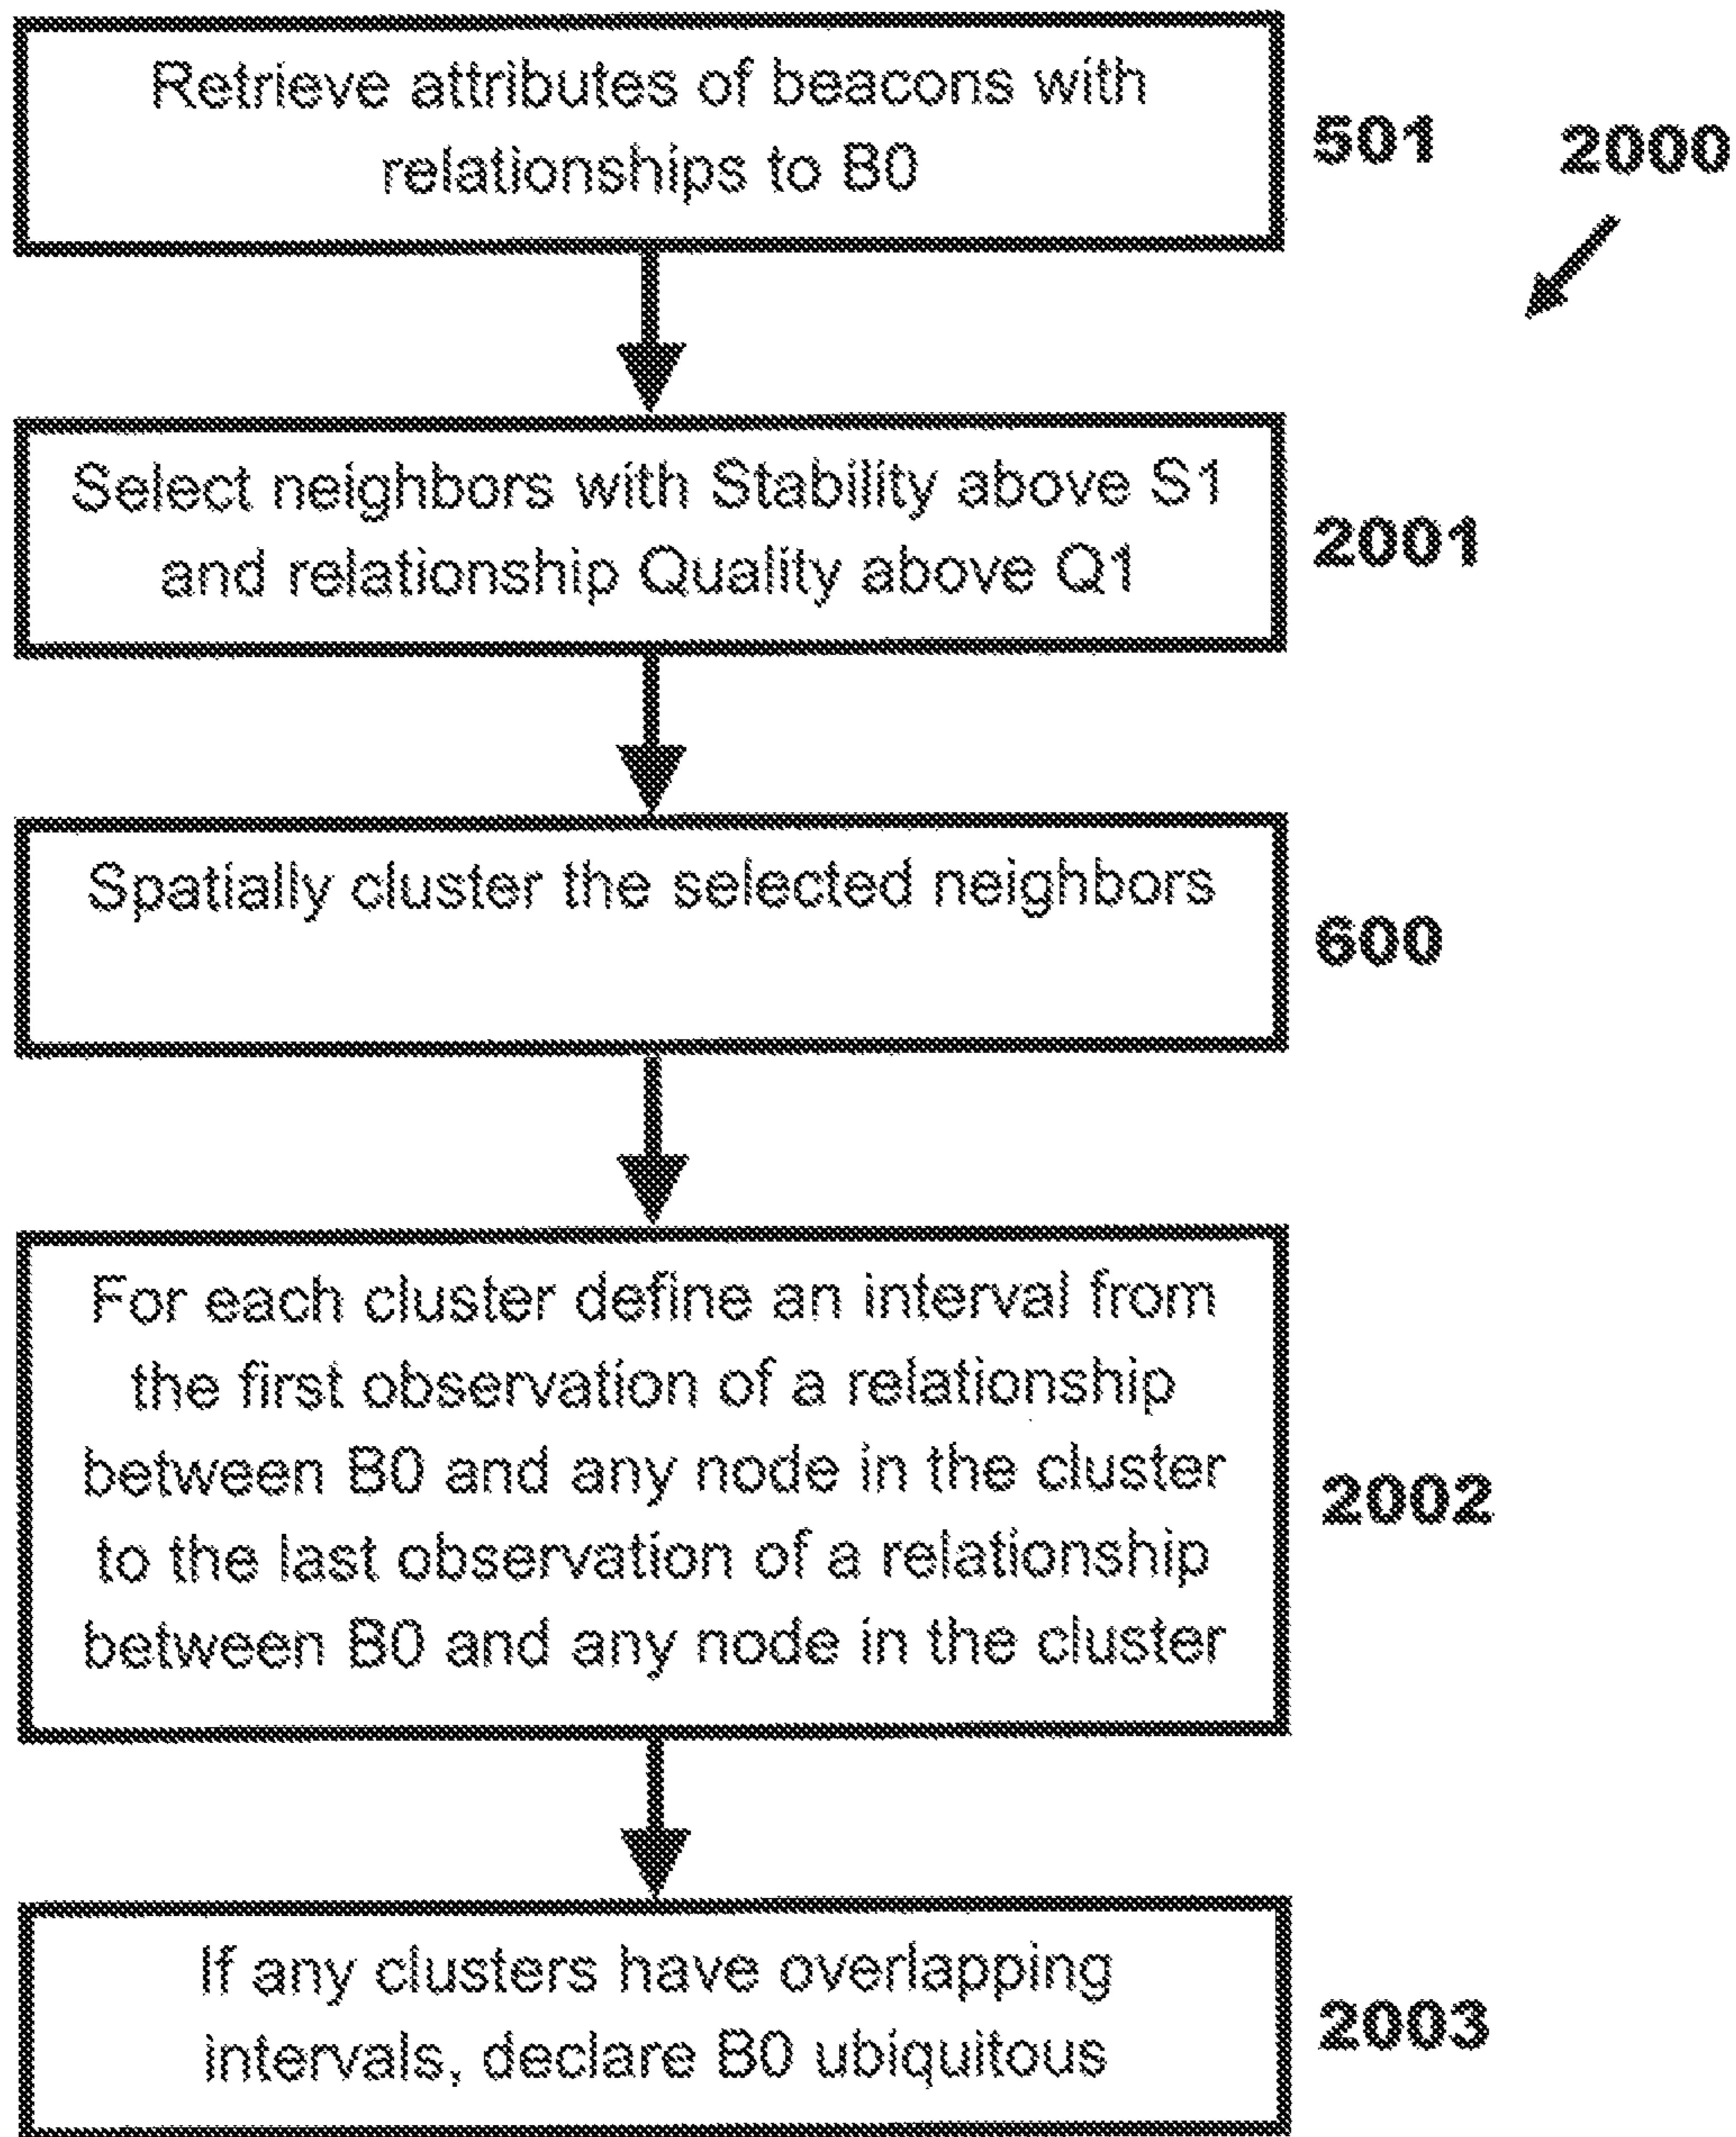 Retrieve attributes of beacons with
relationships to B0
501
2000
Select neighbors with Stability above S1
and relationship Quality above Q1
2001
Spatially cluster the selected neighbors
600
For each cluster define an interval from
the first observation of a relationship
between B0 and any node in the cluster
to the last observation of a relationship
between B0 and any node in the cluster
2002
If any clusters have overlapping
intervals, declare B0 ubiquitous
2003